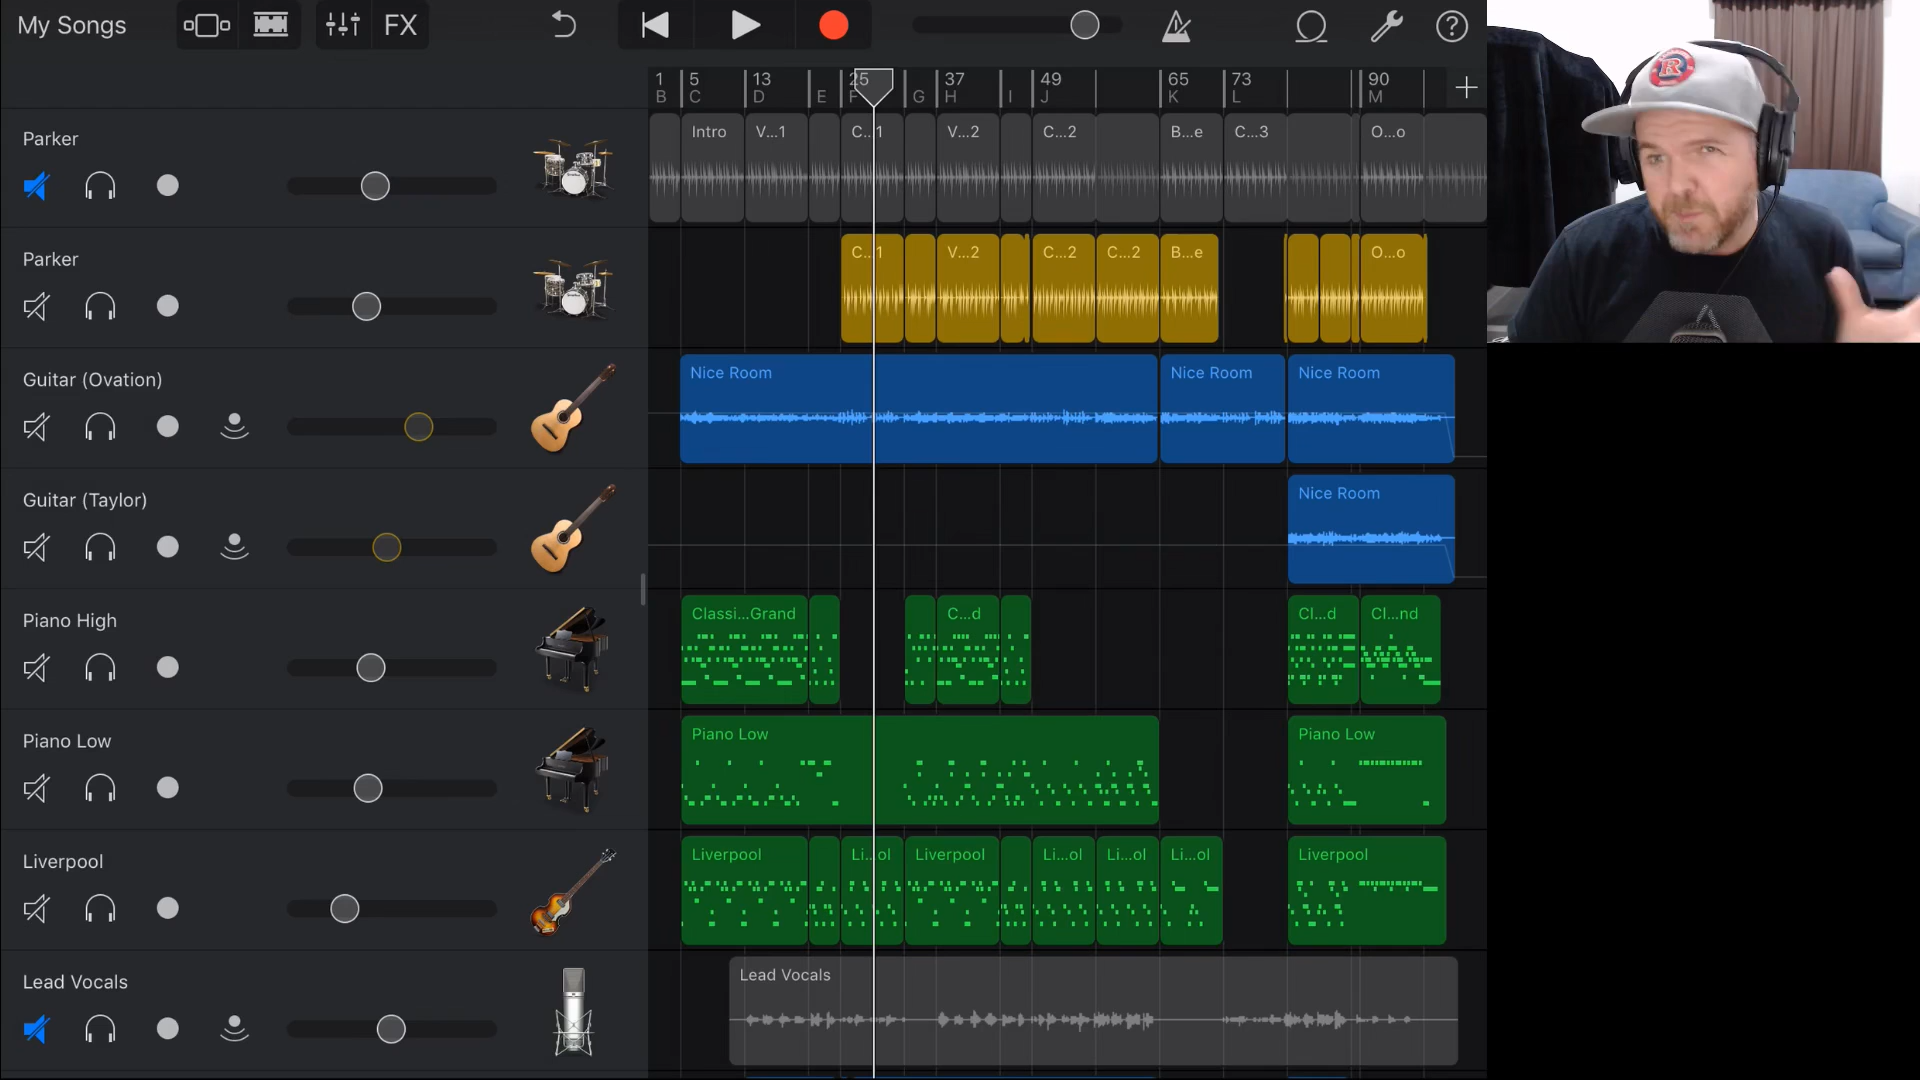 My Songs
FX
?
1 5 13 25 37 49 65 73 90
B C D E F G H I J K L M
Parker
Intro V...1 C...1 V...2 C...2 B...e C...3 O...o
Parker
C...1 V...2 C...2 C...2 B...e O...o
Guitar (Ovation)
Nice Room Nice Room Nice Room
Guitar (Taylor)
Nice Room
Piano High
Classi...Grand C...d Cl...d Cl...nd
Piano Low
Piano Low Piano Low
Liverpool
Liverpool Li...ol Liverpool Li...ol Li...ol Li...ol Liverpool
Lead Vocals
Lead Vocals
R